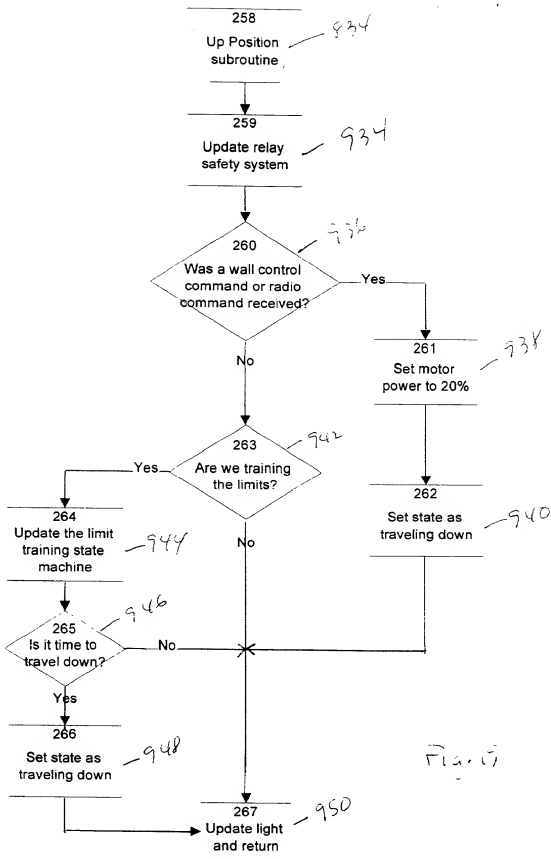 258
Up Position
subroutine
834
259
Update relay
safety system
934
260
Was a wall control
command or radio
command received?
936
Yes
No
261
Set motor
power to 20%
938
263
Are we training
the limits?
942
Yes
No
262
Set state as
traveling down
940
264
Update the limit
training state
machine
944
265
Is it time to
travel down?
946
No
Yes
266
Set state as
traveling down
948
267
Update light
and return
950
Fig.